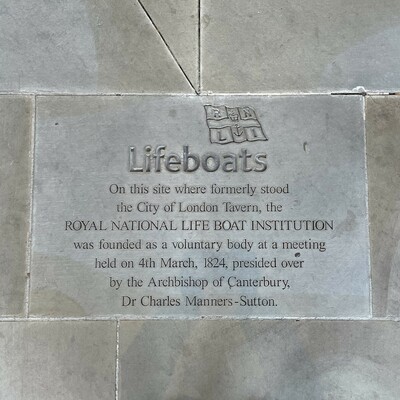 R N
L I
Lifeboats
On this site where formerly stood
the City of London Tavern, the
ROYAL NATIONAL LIFE BOAT INSTITUTION
was founded as a voluntary body at a meeting
held on 4th March, 1824, presided over
by the Archbishop of Canterbury,
Dr Charles Manners-Sutton.